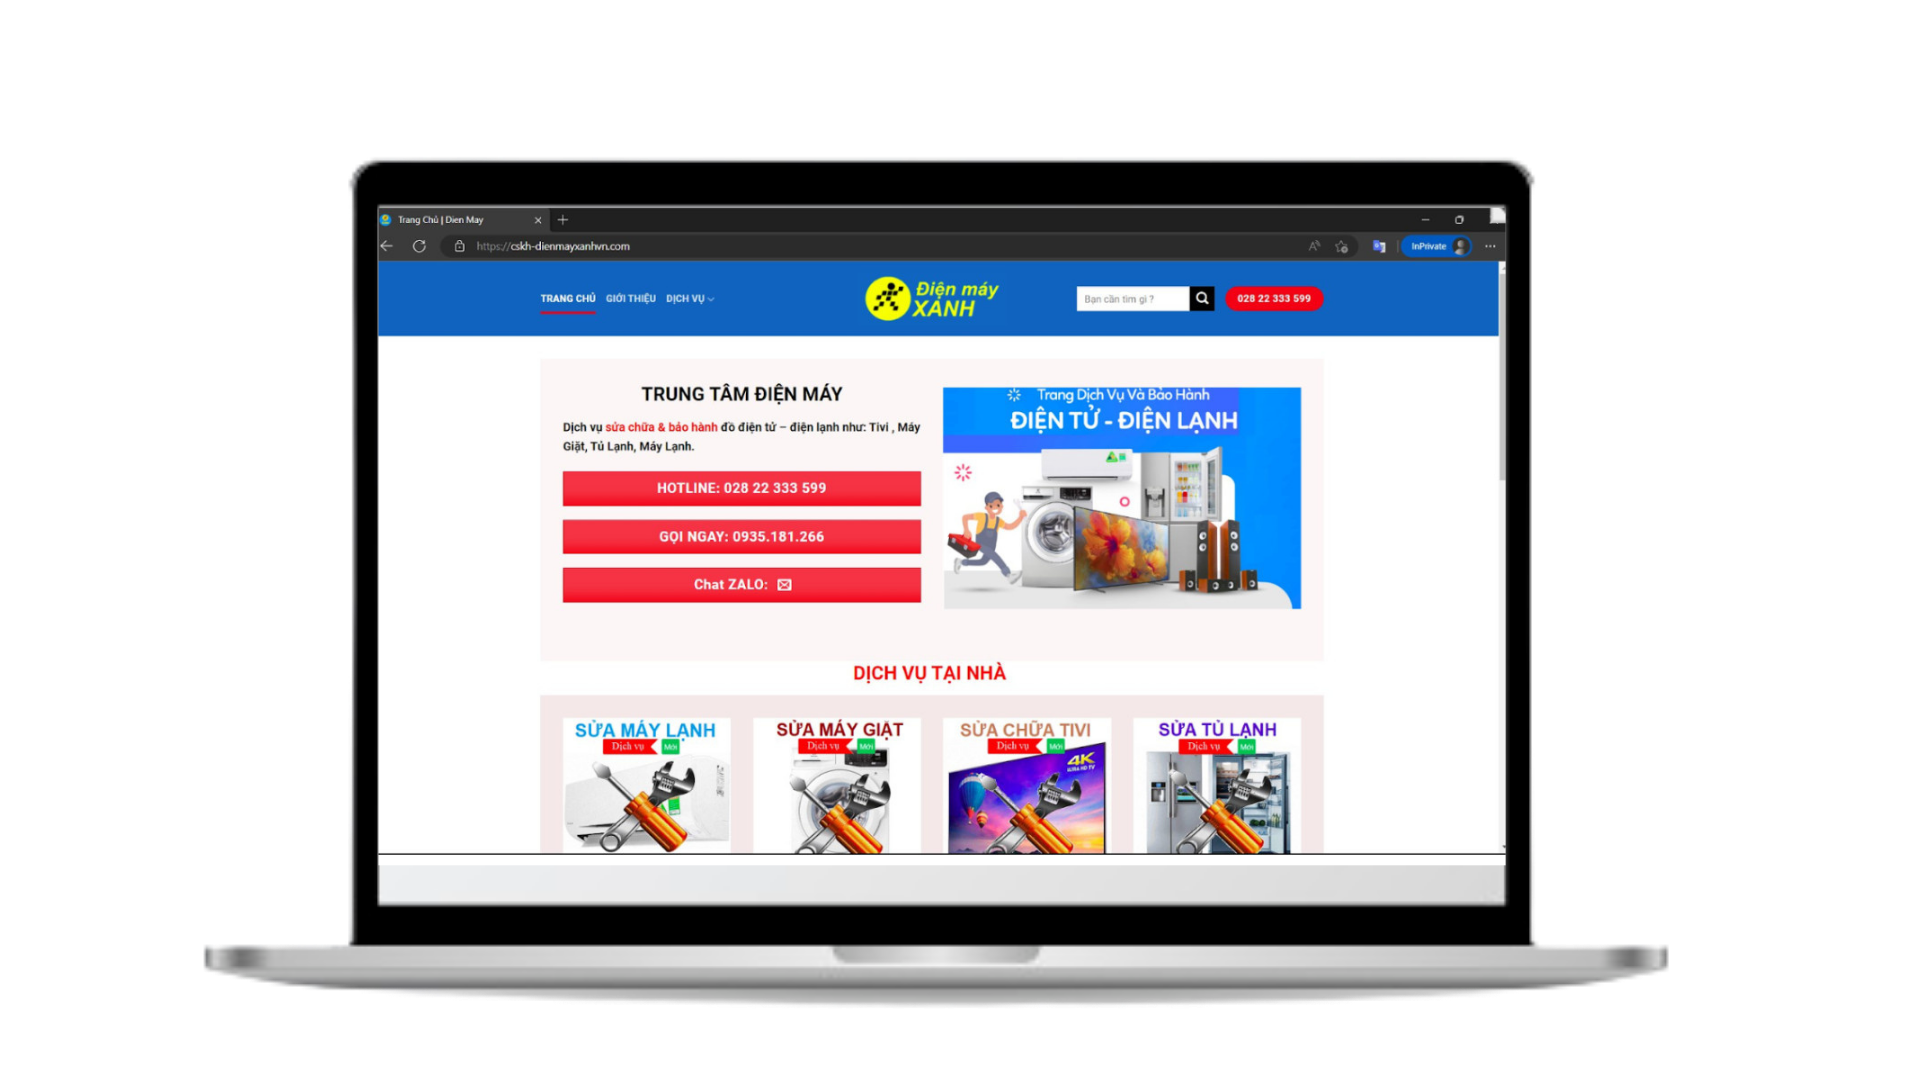 Trang Chủ | Dien May
https://cskh-dienmayxanhvn.com
InPrivate
TRANG CHỦ GIỚI THIỆU DỊCH VỤ
Điện máy
XANH
Bạn cần tìm gì ?
028 22 333 599
TRUNG TÂM ĐIỆN MÁY
Dịch vụ sửa chữa & bảo hành đồ điện tử – điện lạnh như: Tivi , Máy
Giặt, Tủ Lạnh, Máy Lạnh.
HOTLINE: 028 22 333 599
GỌI NGAY: 0935.181.266
Chat ZALO:
Trang Dịch Vụ Và Bảo Hành
ĐIỆN TỬ - ĐIỆN LẠNH
DỊCH VỤ TẠI NHÀ
SỬA MÁY LẠNH
Dịch vụ Mới
SỬA MÁY GIẶT
Dịch vụ Mới
SỬA CHỮA TIVI
Dịch vụ Mới
4K
ULTRA HD TV
SỬA TỦ LẠNH
Dịch vụ Mới